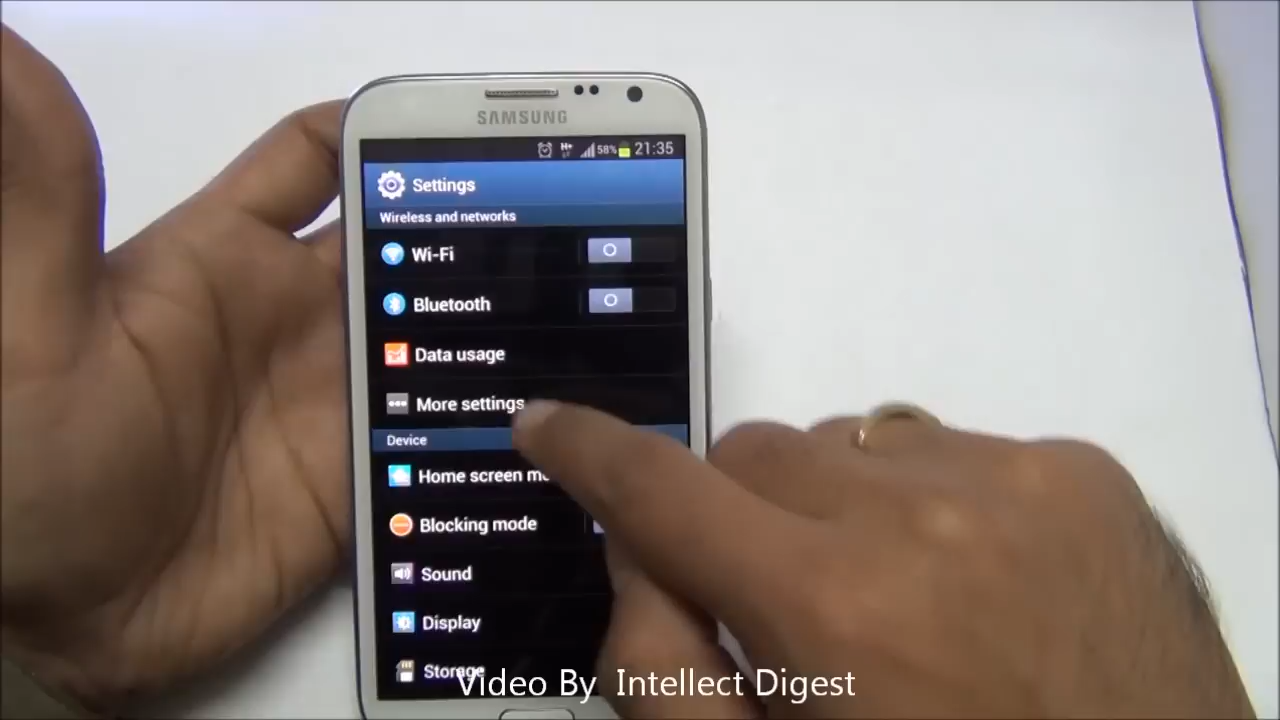 SAMSUNG
H+ 58% 21:35
Settings
Wireless and networks
Wi-Fi
Bluetooth
Data usage
More settings
Device
Home screen
Blocking mode
Sound
Display
Storage
Video By Intellect Digest